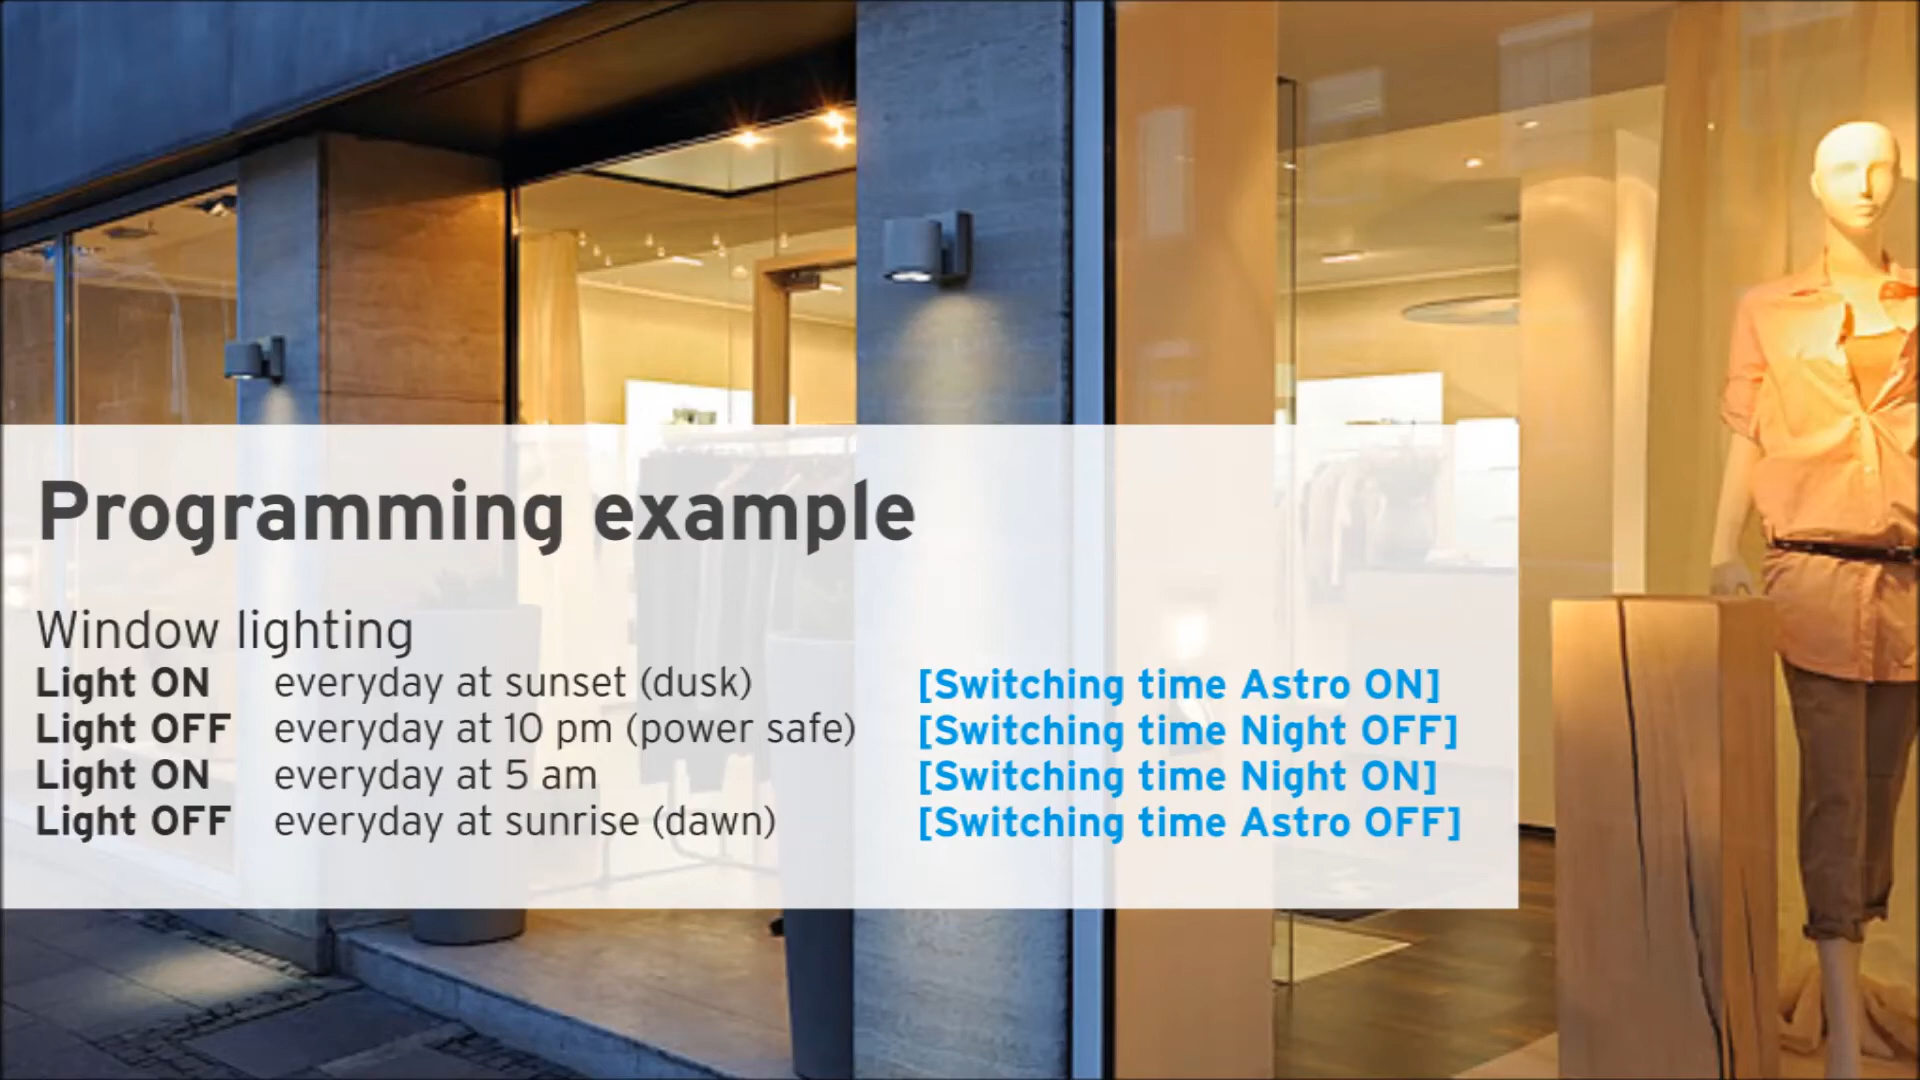 Programming example
Window lighting
Light ON everyday at sunset (dusk) [Switching time Astro ON]
Light OFF everyday at 10 pm (power safe) [Switching time Night OFF]
Light ON everyday at 5 am [Switching time Night ON]
Light OFF everyday at sunrise (dawn) [Switching time Astro OFF]